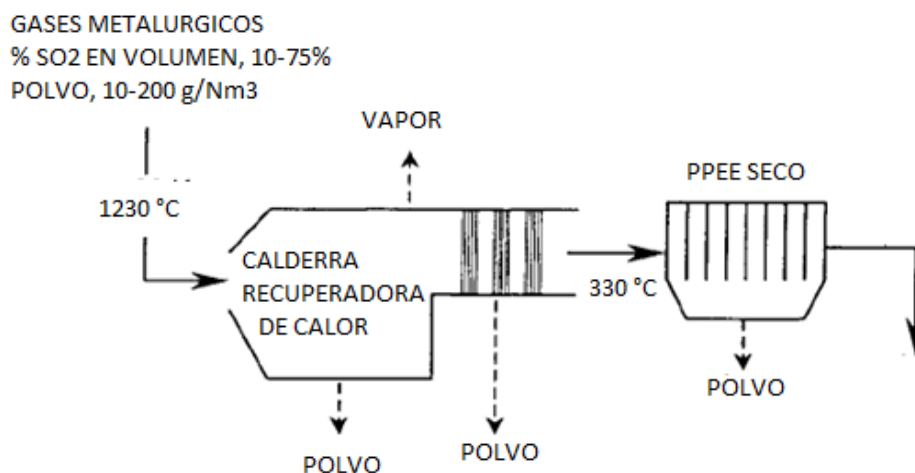 GASES METALURGICOS
% SO2 EN VOLUMEN, 10-75%
POLVO, 10-200 g/Nm3
VAPOR
PPEE SECO
1230 °C
CALDERRA
RECUPERADORA
DE CALOR
330 °C
POLVO
POLVO
POLVO